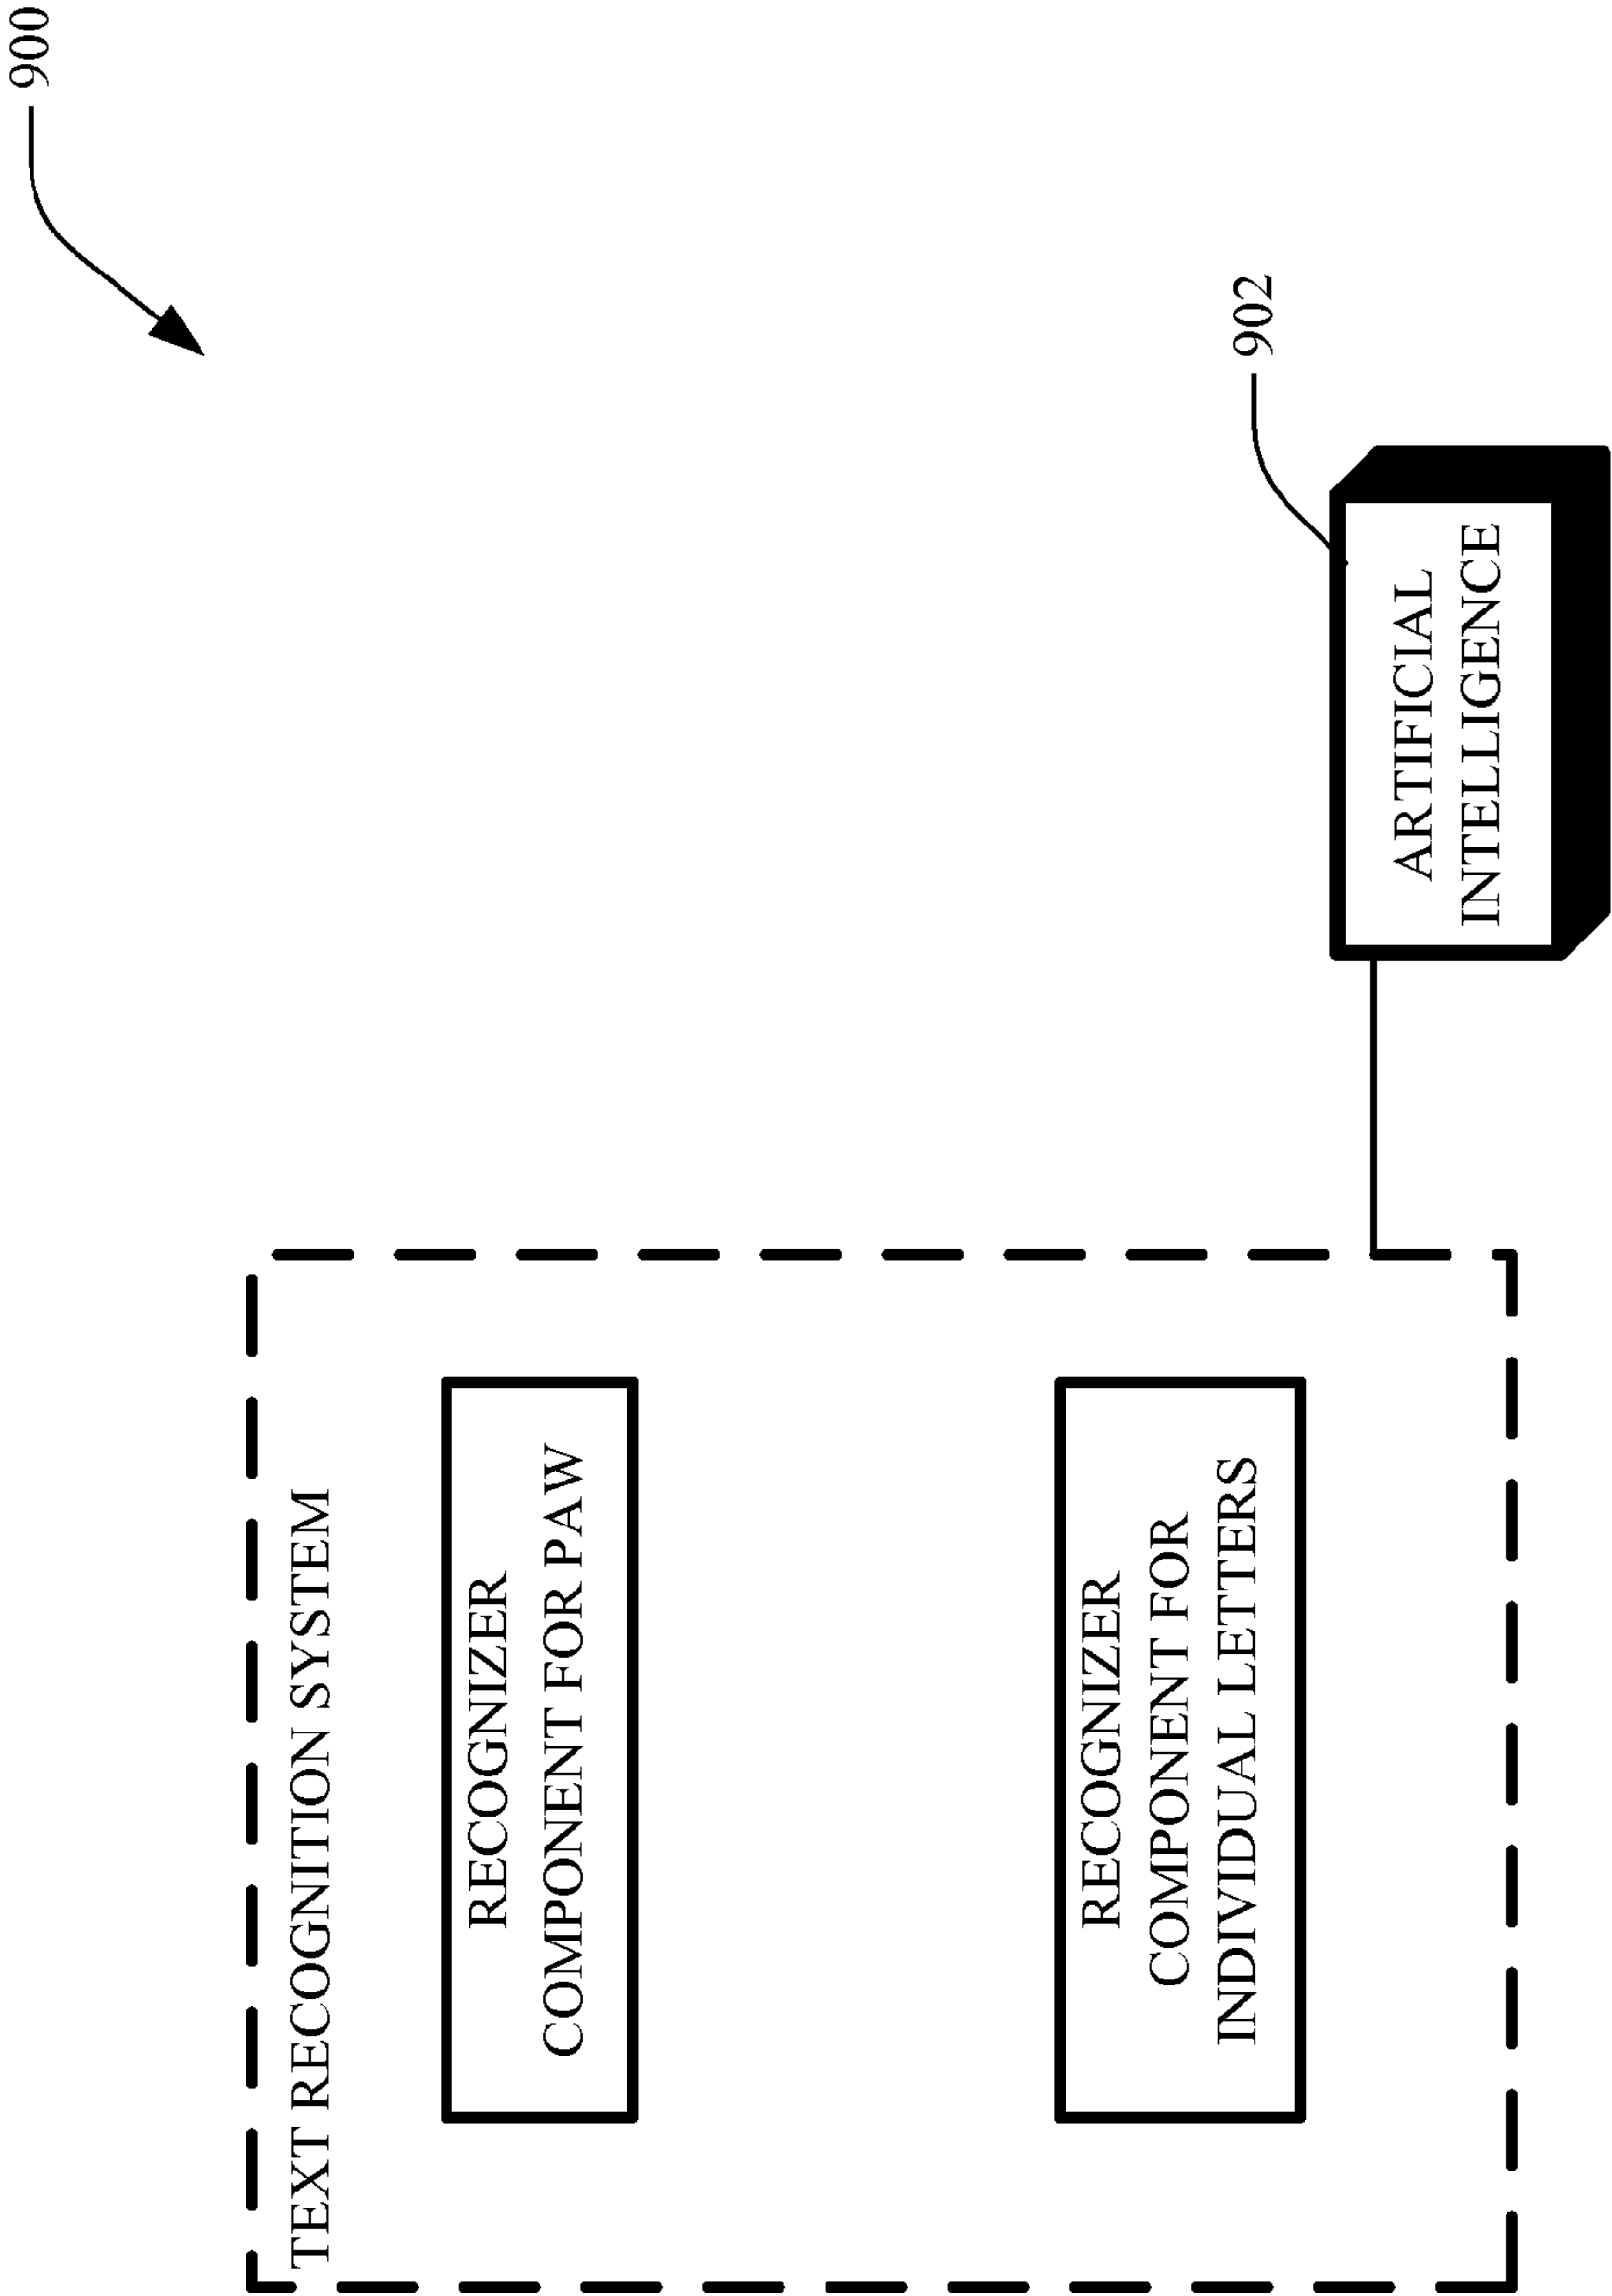 900
TEXT RECOGNITION SYSTEM
RECOGNIZER
COMPONENT FOR PAW
RECOGNIZER
COMPONENT FOR
INDIVIDUAL LETTERS
902
ARTIFICIAL
INTELLIGENCE